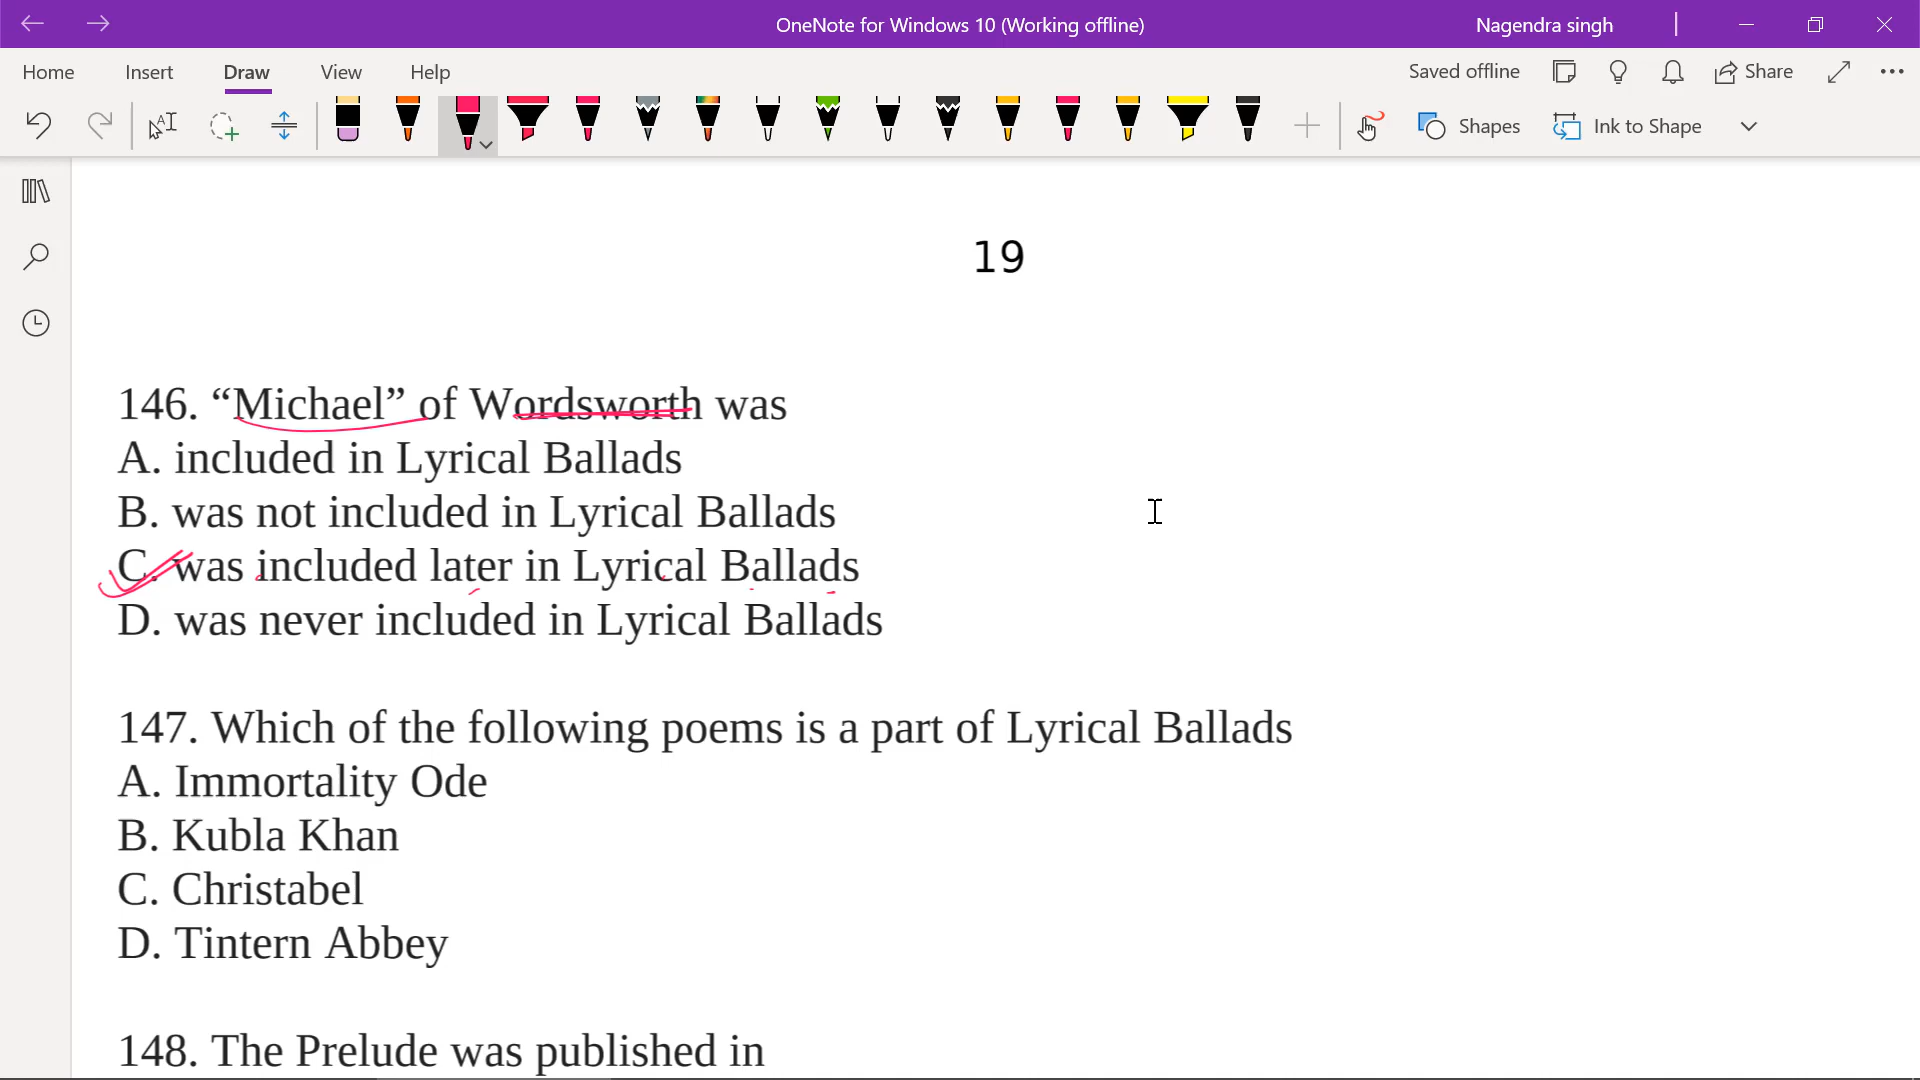 OneNote for Windows 10 (Working offline)
Nagendra singh
Home Insert Draw View Help
Saved offline
Share
Shapes
Ink to Shape
19
146. “Michael” of Wordsworth was
A. included in Lyrical Ballads
B. was not included in Lyrical Ballads
C. was included later in Lyrical Ballads
D. was never included in Lyrical Ballads
147. Which of the following poems is a part of Lyrical Ballads
A. Immortality Ode
B. Kubla Khan
C. Christabel
D. Tintern Abbey
148. The Prelude was published in